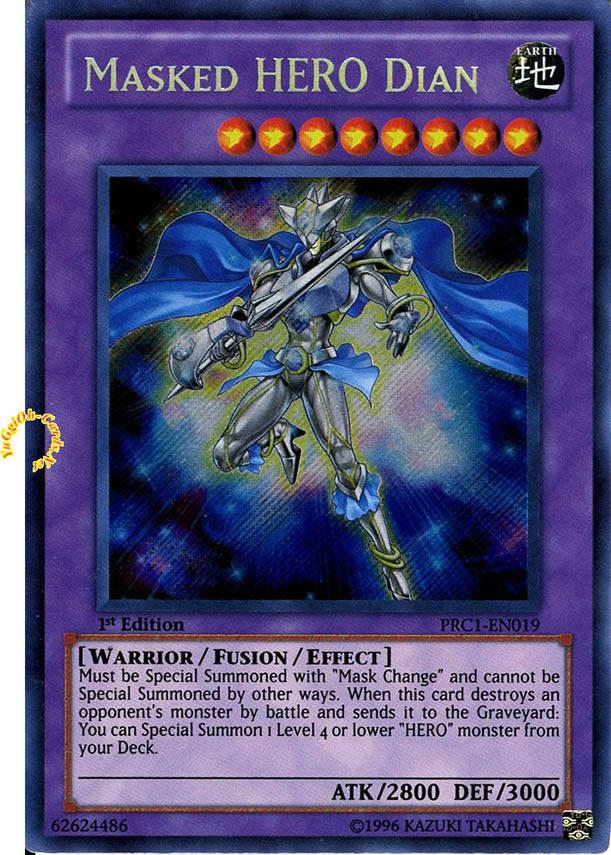 MASKED HERO DIAN
EARTH
地
YuGgiOh-Cards.Net
1st Edition
PRC1-EN019
[WARRIOR/FUSION/EFFECT]
Must be Special Summoned with "Mask Change" and cannot be
Special Summoned by other ways. When this card destroys an
opponent's monster by battle and sends it to the Graveyard:
You can Special Summon 1 Level 4 or lower "HERO" monster from
your Deck.
ATK/2800 DEF/3000
62624486
©1996 KAZUKI TAKAHASHI